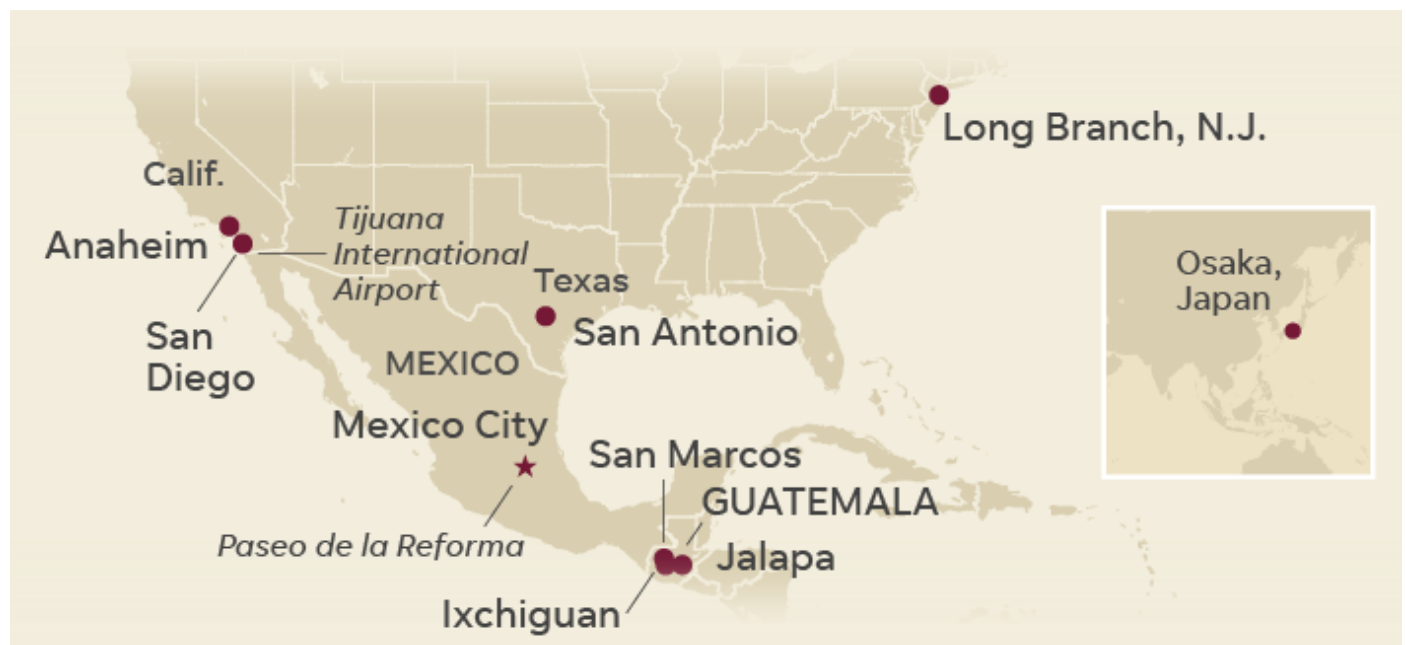 Long Branch, N.J.
Calif.
Tijuana
International
Airport
Anaheim
Osaka,
Japan
Texas
San Antonio
San
Diego
MEXICO
Mexico City
San Marcos
GUATEMALA
Paseo de la Reforma
Jalapa
Ixchiguan